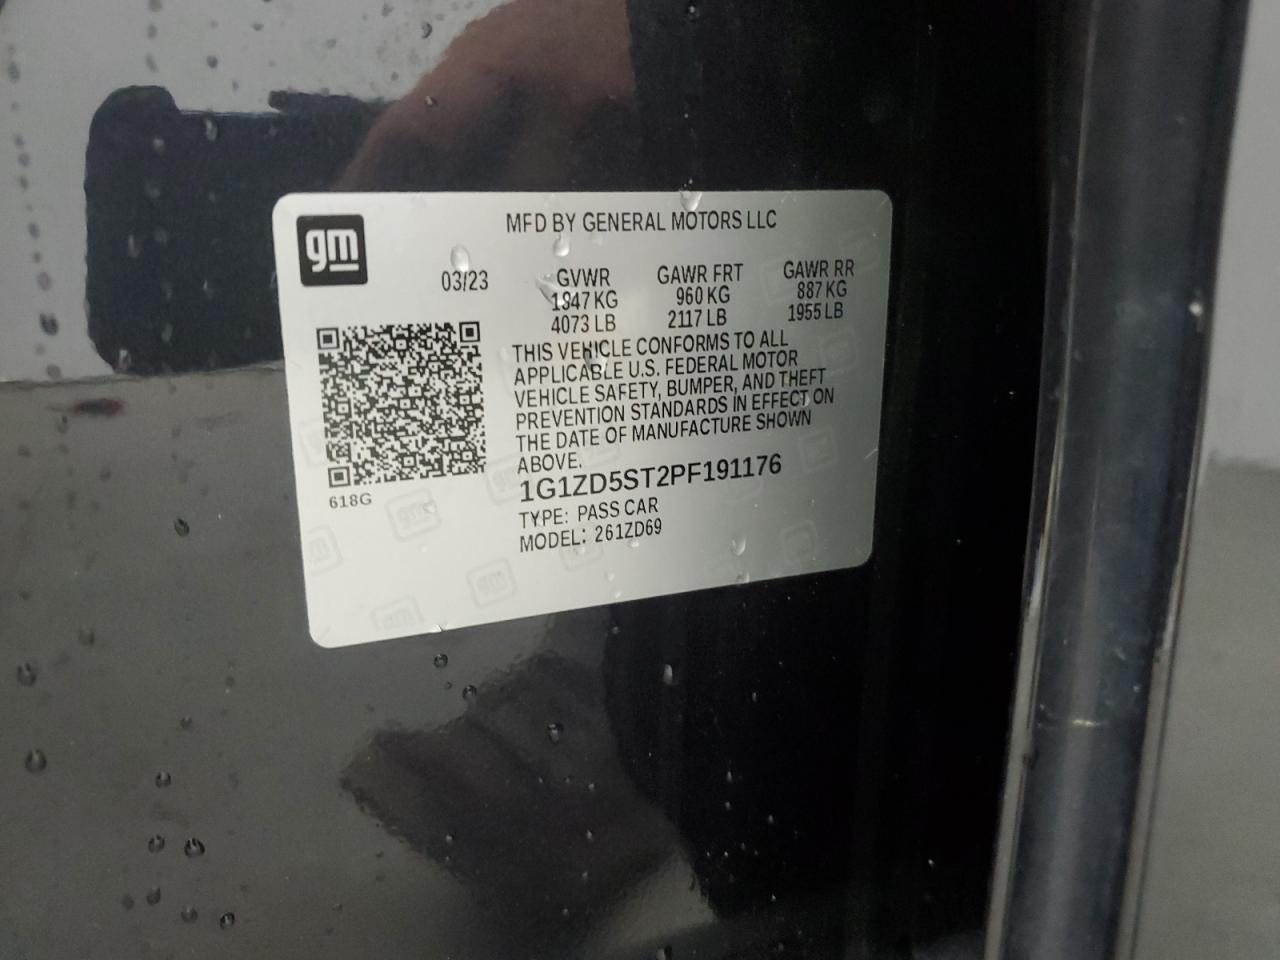 gm
MFD BY GENERAL MOTORS LLC
03/23 GVWR GAWR FRT GAWR RR
1847 KG 960 KG 887 KG
4073 LB 2117 LB 1955 LB
THIS VEHICLE CONFORMS TO ALL
APPLICABLE U.S. FEDERAL MOTOR
VEHICLE SAFETY, BUMPER, AND THEFT
PREVENTION STANDARDS IN EFFECT ON
THE DATE OF MANUFACTURE SHOWN
ABOVE.
1G1ZD5ST2PF191176
618G
TYPE: PASS CAR
MODEL: 261ZD69